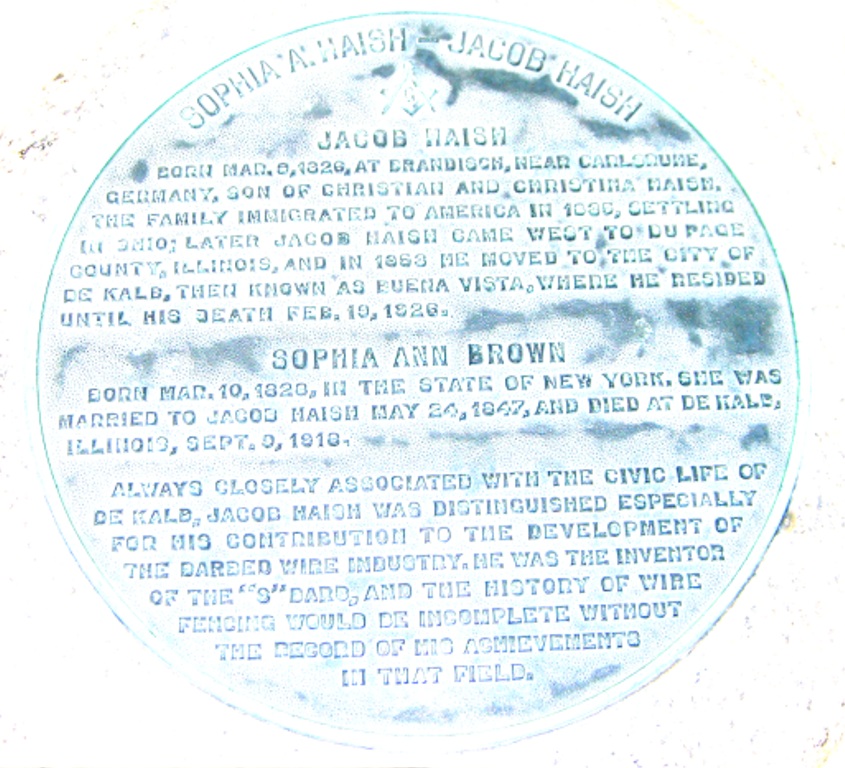 SOPHIA A. HAISH – JACOB HAISH
JACOB HAISH
BORN MAR. 9, 1826, AT BRANDISCH, NEAR CARLSRUHE,
GERMANY, SON OF CHRISTIAN AND CHRISTINA HAISH.
THE FAMILY IMMIGRATED TO AMERICA IN 1836, SETTLING
IN OHIO; LATER JACOB HAISH CAME WEST TO DU PAGE
COUNTY, ILLINOIS, AND IN 1853 HE MOVED TO THE CITY OF
DE KALB, THEN KNOWN AS BUENA VISTA, WHERE HE RESIDED
UNTIL HIS DEATH FEB. 19, 1926.
SOPHIA ANN BROWN
BORN MAR. 10, 1828, IN THE STATE OF NEW YORK. SHE WAS
MARRIED TO JACOB HAISH MAY 24, 1847, AND DIED AT DE KALB,
ILLINOIS, SEPT. 9, 1918.
ALWAYS CLOSELY ASSOCIATED WITH THE CIVIC LIFE OF
DE KALB, JACOB HAISH WAS DISTINGUISHED ESPECIALLY
FOR HIS CONTRIBUTION TO THE DEVELOPMENT OF
THE BARBED WIRE INDUSTRY. HE WAS THE INVENTOR
OF THE "S" BARB, AND THE HISTORY OF WIRE
FENCING WOULD BE INCOMPLETE WITHOUT
THE RECORD OF HIS ACHIEVEMENTS
IN THAT FIELD.